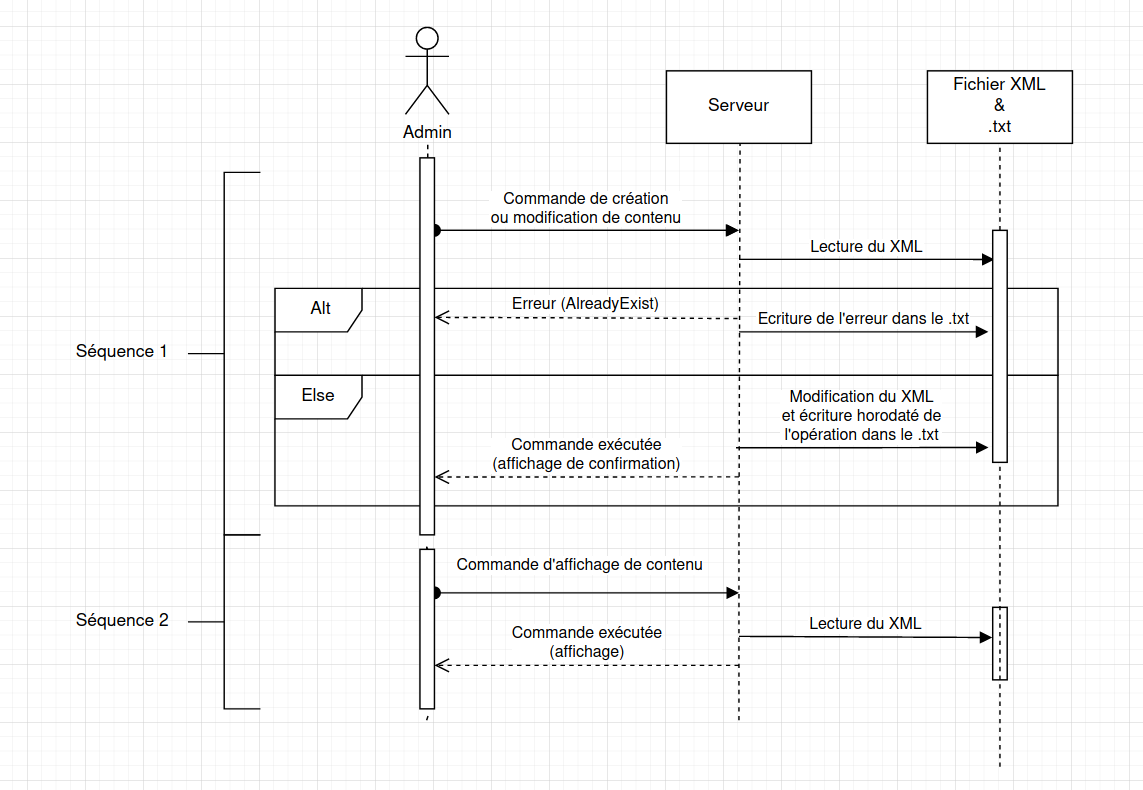 Admin
Serveur
Fichier XML
&
.txt
Commande de création
ou modification de contenu
Lecture du XML
Alt
Erreur (AlreadyExist)
Ecriture de l'erreur dans le .txt
Séquence 1
Else
Modification du XML
et écriture horodaté de
l'opération dans le .txt
Commande exécutée
(affichage de confirmation)
Commande d'affichage de contenu
Séquence 2
Lecture du XML
Commande exécutée
(affichage)